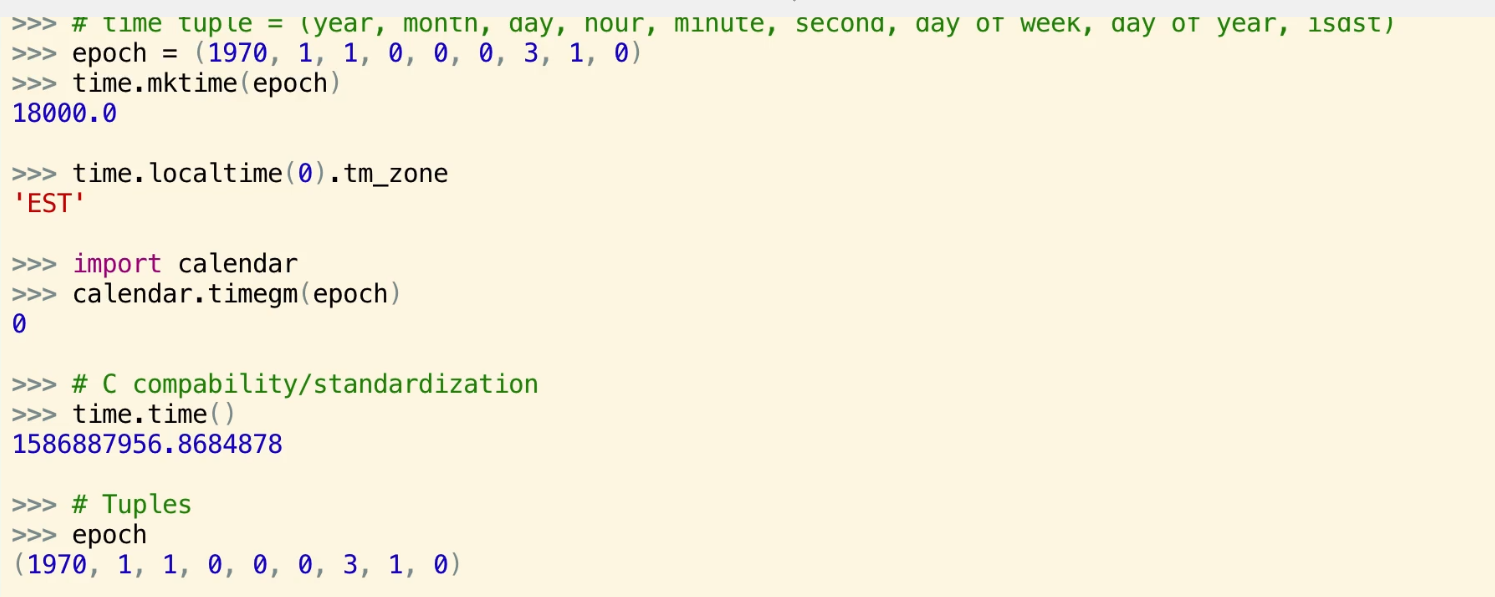 >>> # time tuple = (year, month, day, hour, minute, second, day of week, day of year, isdst)
>>> epoch = (1970, 1, 1, 0, 0, 0, 3, 1, 0)
>>> time.mktime(epoch)
18000.0
>>> time.localtime(0).tm_zone
'EST'
>>> import calendar
>>> calendar.timegm(epoch)
0
>>> # C compability/standardization
>>> time.time()
1586887956.8684878
>>> # Tuples
>>> epoch
(1970, 1, 1, 0, 0, 0, 3, 1, 0)